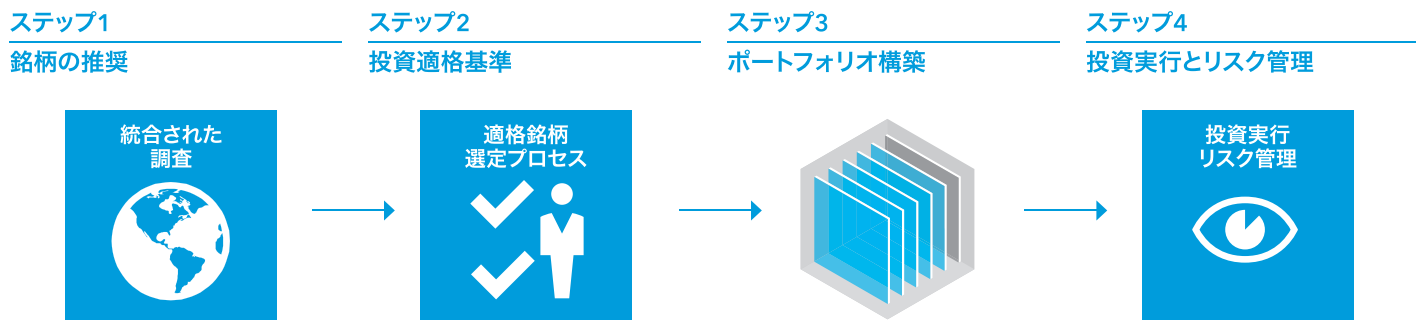 ステップ1
銘柄の推奨
統合された
調査
ステップ2
投資適格基準
適格銘柄
選定プロセス
ステップ3
ポートフォリオ構築
ステップ4
投資実行とリスク管理
投資実行
リスク管理